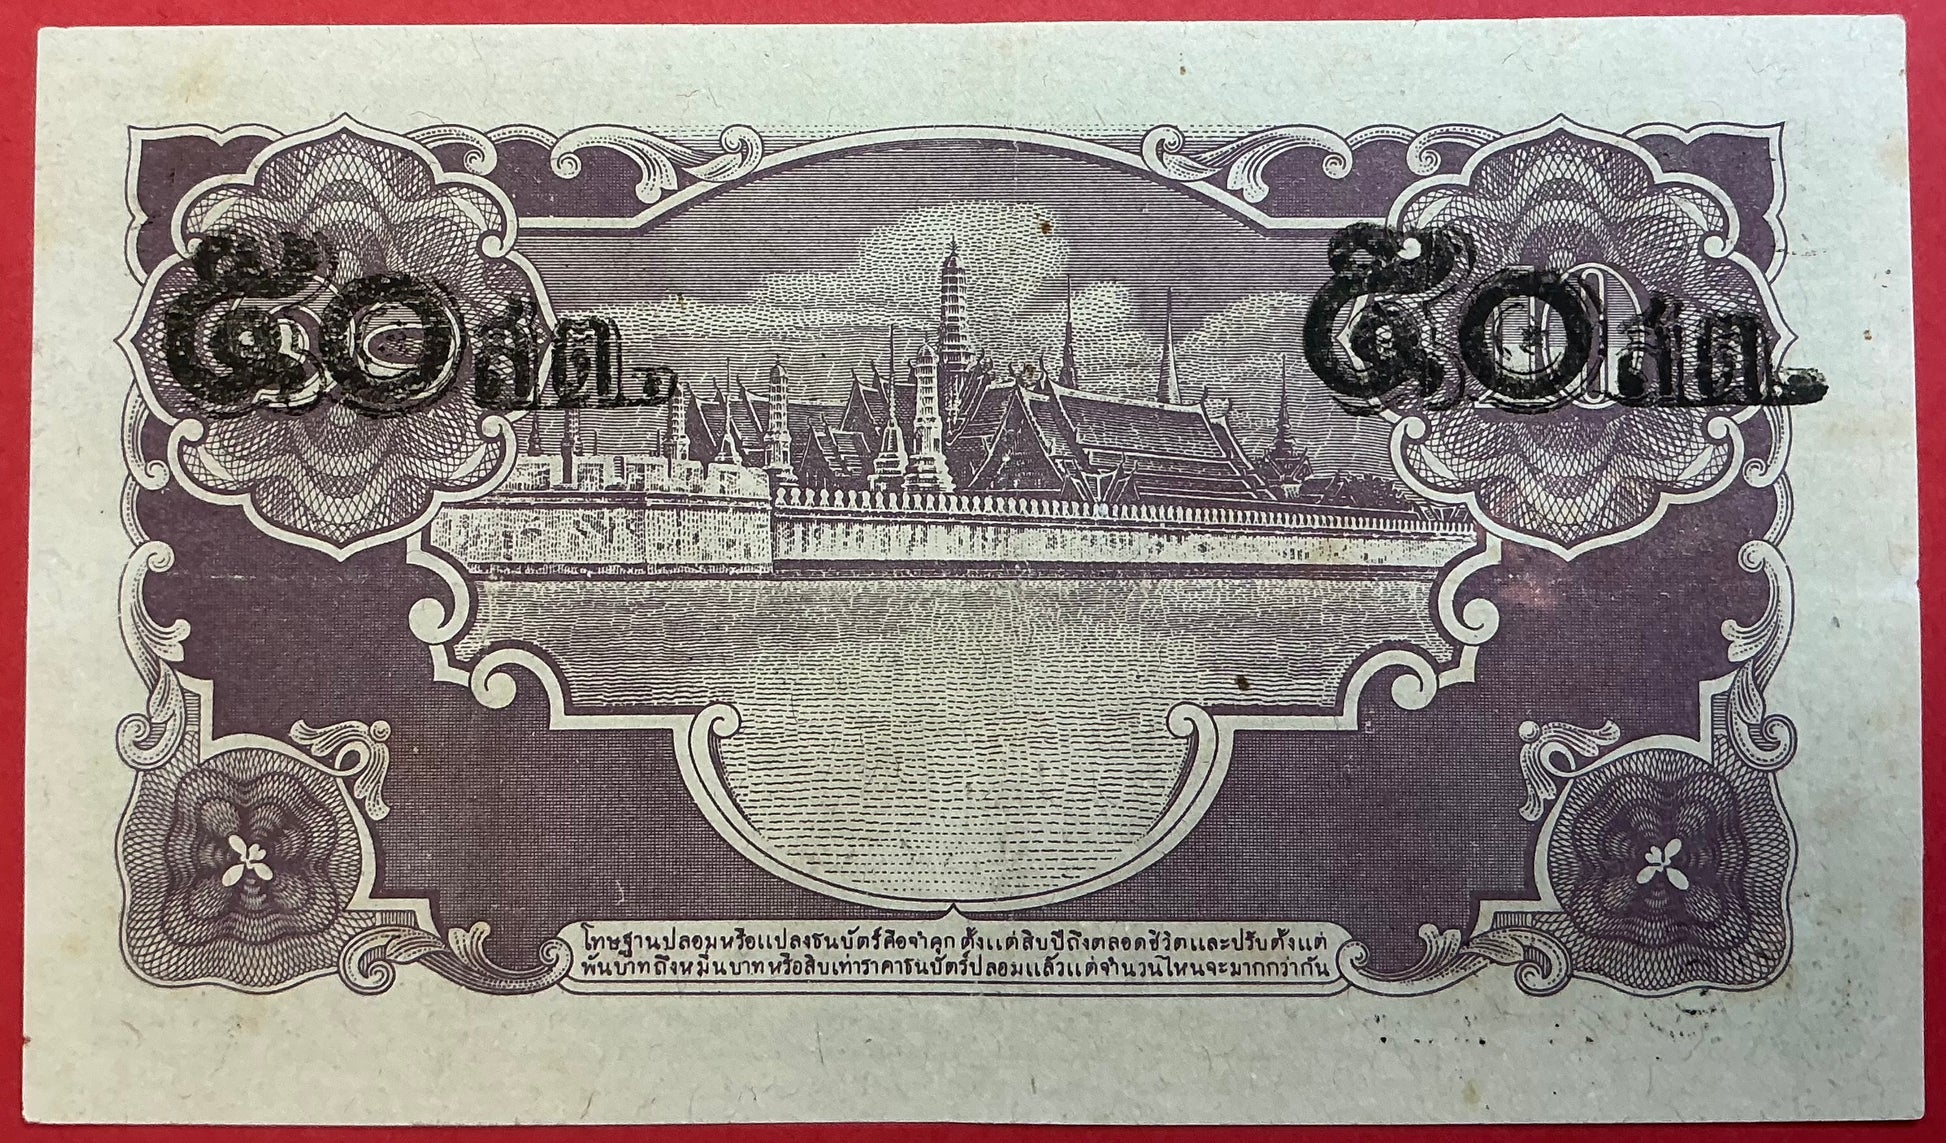 ๕๐สต.
๕๐สต.
โทษฐานปลอมหรือแปลงธนบัตร์คือจำคุก ตั้งแต่สิบปีถึงตลอดชีวิตและปรับตั้งแต่
พันบาทถึงหมื่นบาทหรือสิบเท่าราคาธนบัตร์ปลอมแล้วแต่จำนวนไหนจะมากกว่ากัน